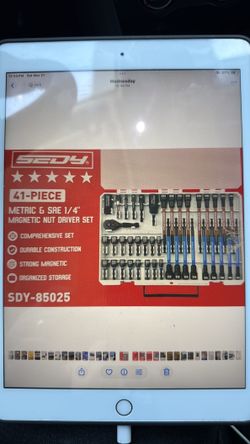 Wednesday
SEDY
41-PIECE
METRIC & SAE 1/4"
MAGNETIC NUT DRIVER SET
COMPREHENSIVE SET
DURABLE CONSTRUCTION
STRONG MAGNETIC
ORGANIZED STORAGE
SDY-85025